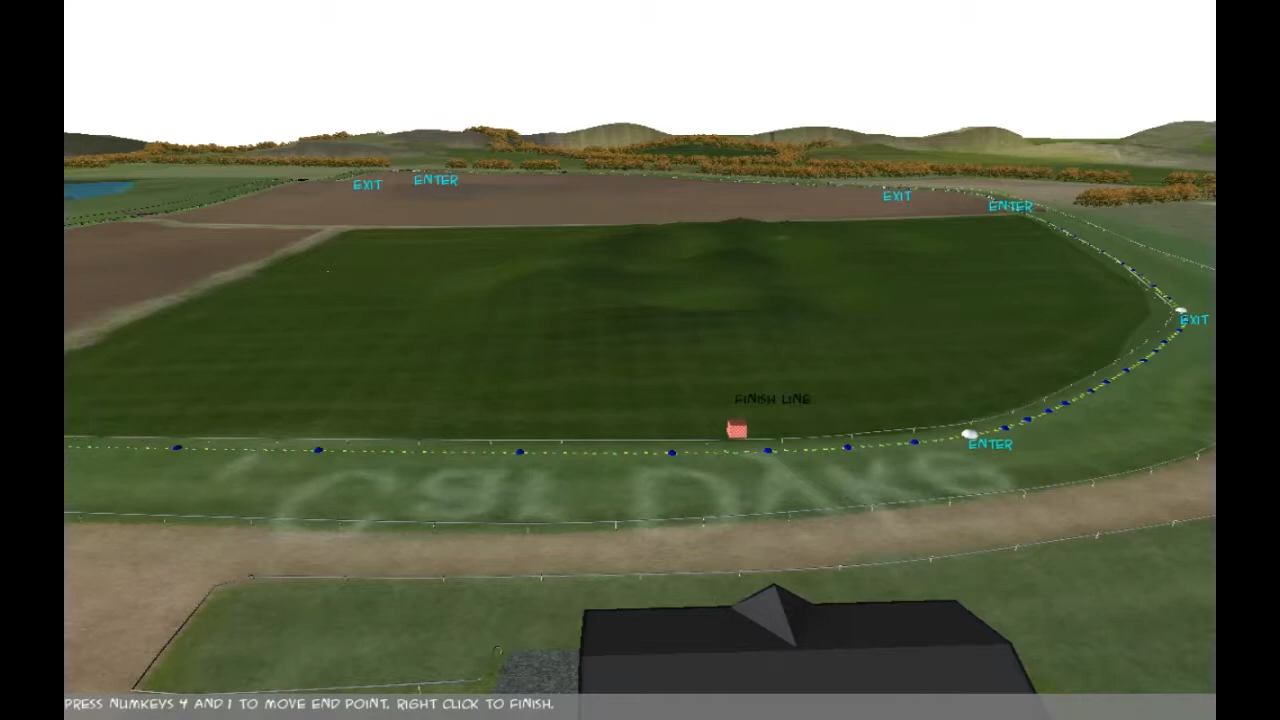 EXIT
ENTER
EXIT
ENTER
EXIT
FINISH LINE
ENTER
PRESS NUMKEYS 4 AND 1 TO MOVE END POINT. RIGHT CLICK TO FINISH.